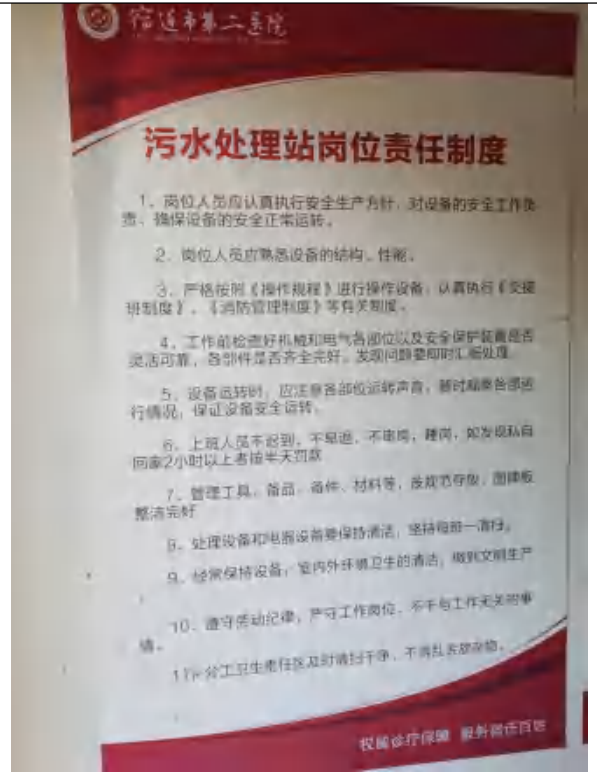 宿迁市第二医院
污水处理站岗位责任制度
1、岗位人员应认真执行安全生产方针，对设备的安全工作负
责，确保设备的安全正常运转。
2、岗位人员应熟悉设备的结构、性能。
3、严格按照《操作规程》进行操作设备，认真执行《交接
班制度》、《消防管理制度》等有关制度。
4、工作前检查好机械和电气各部位以及安全保护装置是否
灵活可靠，各部件是否齐全完好，发现问题要即时汇报处理
5、设备运转时，应注意各部位运转声音，随时观察各部运
行情况，保证设备安全运转。
6、上班人员不迟到，不早退，不串岗，睡岗，如发现私自
回家2小时以上者按半天罚款
7、管理工具、备品、备件、材料等，按规范存放，图牌板
整洁完好
8、处理设备和电器设备要保持清洁，坚持每班一清扫。
9、经常保持设备，室内外环境卫生的清洁，做到文明生产
。
10、遵守劳动纪律，严守工作岗位，不干与工作无关的事
情。
11、分工卫生责任区及时清扫干净，不得乱丢放杂物。
权威诊疗保障 服务宿迁百姓